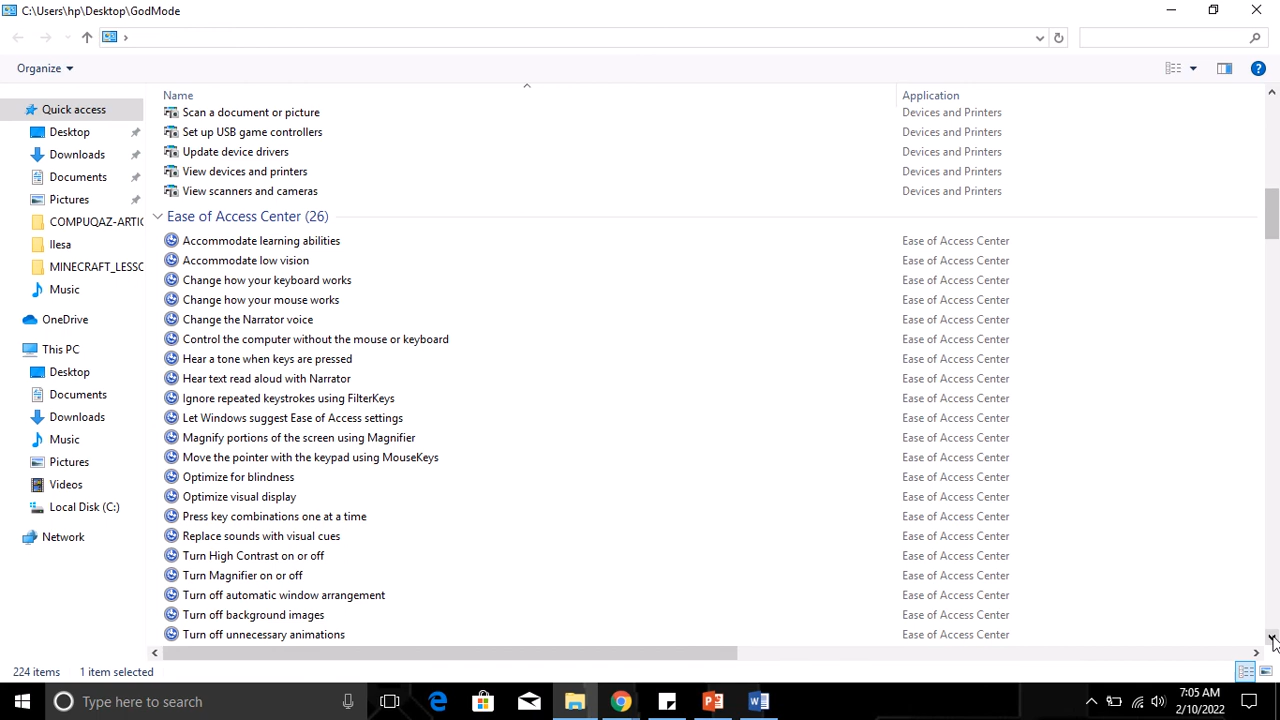 C:\Users\hp\Desktop\GodMode
Organize
Name Application
Scan a document or picture Devices and Printers
Set up USB game controllers Devices and Printers
Update device drivers Devices and Printers
View devices and printers Devices and Printers
View scanners and cameras Devices and Printers
Ease of Access Center (26)
Accommodate learning abilities Ease of Access Center
Accommodate low vision Ease of Access Center
Change how your keyboard works Ease of Access Center
Change how your mouse works Ease of Access Center
Change the Narrator voice Ease of Access Center
Control the computer without the mouse or keyboard Ease of Access Center
Hear a tone when keys are pressed Ease of Access Center
Hear text read aloud with Narrator Ease of Access Center
Ignore repeated keystrokes using FilterKeys Ease of Access Center
Let Windows suggest Ease of Access settings Ease of Access Center
Magnify portions of the screen using Magnifier Ease of Access Center
Move the pointer with the keypad using MouseKeys Ease of Access Center
Optimize for blindness Ease of Access Center
Optimize visual display Ease of Access Center
Press key combinations one at a time Ease of Access Center
Replace sounds with visual cues Ease of Access Center
Turn High Contrast on or off Ease of Access Center
Turn Magnifier on or off Ease of Access Center
Turn off automatic window arrangement Ease of Access Center
Turn off background images Ease of Access Center
Turn off unnecessary animations Ease of Access Center
Quick access
Desktop
Downloads
Documents
Pictures
COMPUQAZ-ARTIC
Ilesa
MINECRAFT_LESSC
Music
OneDrive
This PC
Desktop
Documents
Downloads
Music
Pictures
Videos
Local Disk (C:)
Network
224 items 1 item selected
Type here to search
7:05 AM
2/10/2022